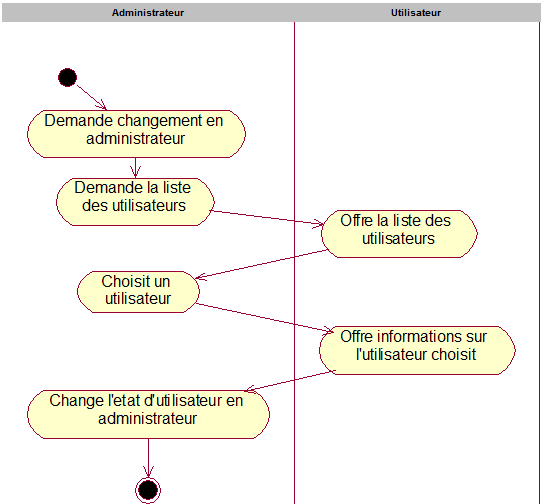 Administrateur
Utilisateur
Demande changement en
administrateur
Demande la liste
des utilisateurs
Offre la liste des
utilisateurs
Choisit un
utilisateur
Offre informations sur
l'utilisateur choisit
Change l'etat d'utilisateur en
administrateur